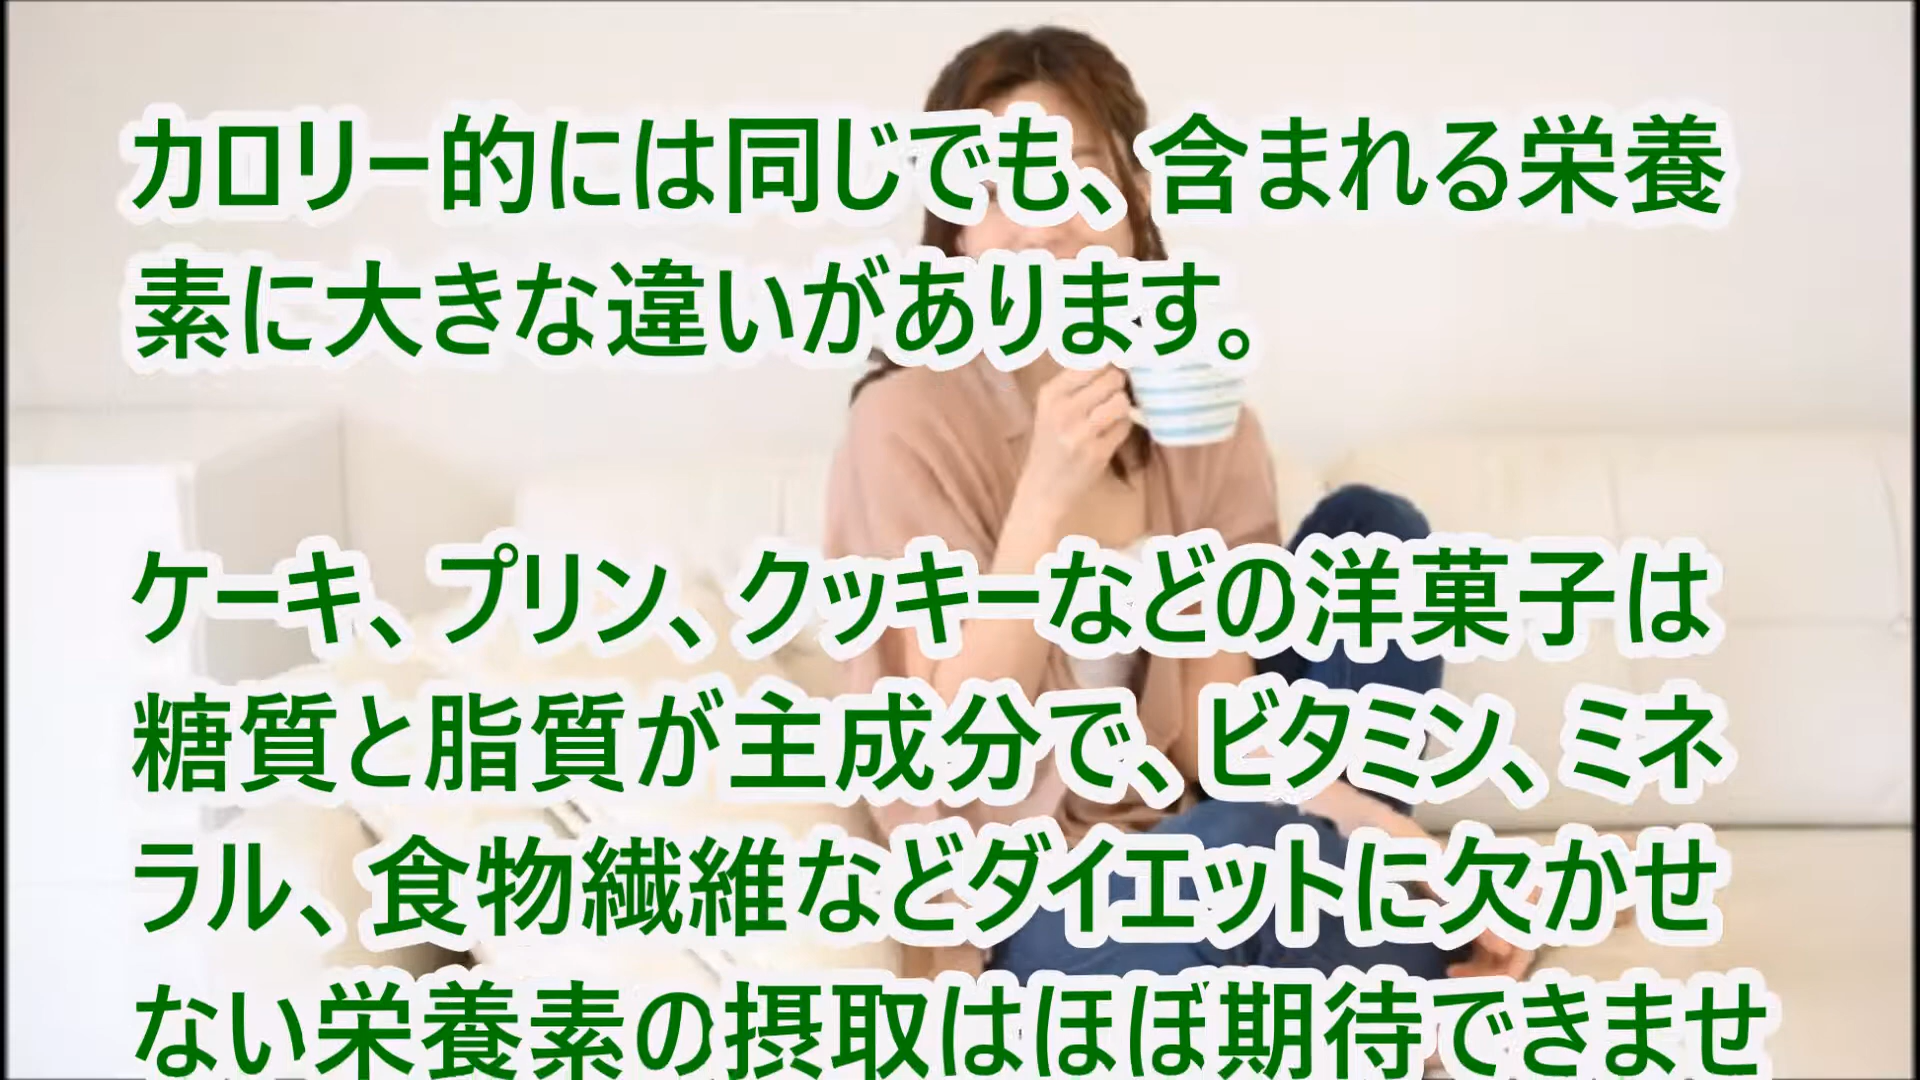 カロリー的には同じでも、含まれる栄養
素に大きな違いがあります。
ケーキ、プリン、クッキーなどの洋菓子は
糖質と脂質が主成分で、ビタミン、ミネ
ラル、食物繊維などダイエットに欠かせ
ない栄養素の摂取はほぼ期待できませ